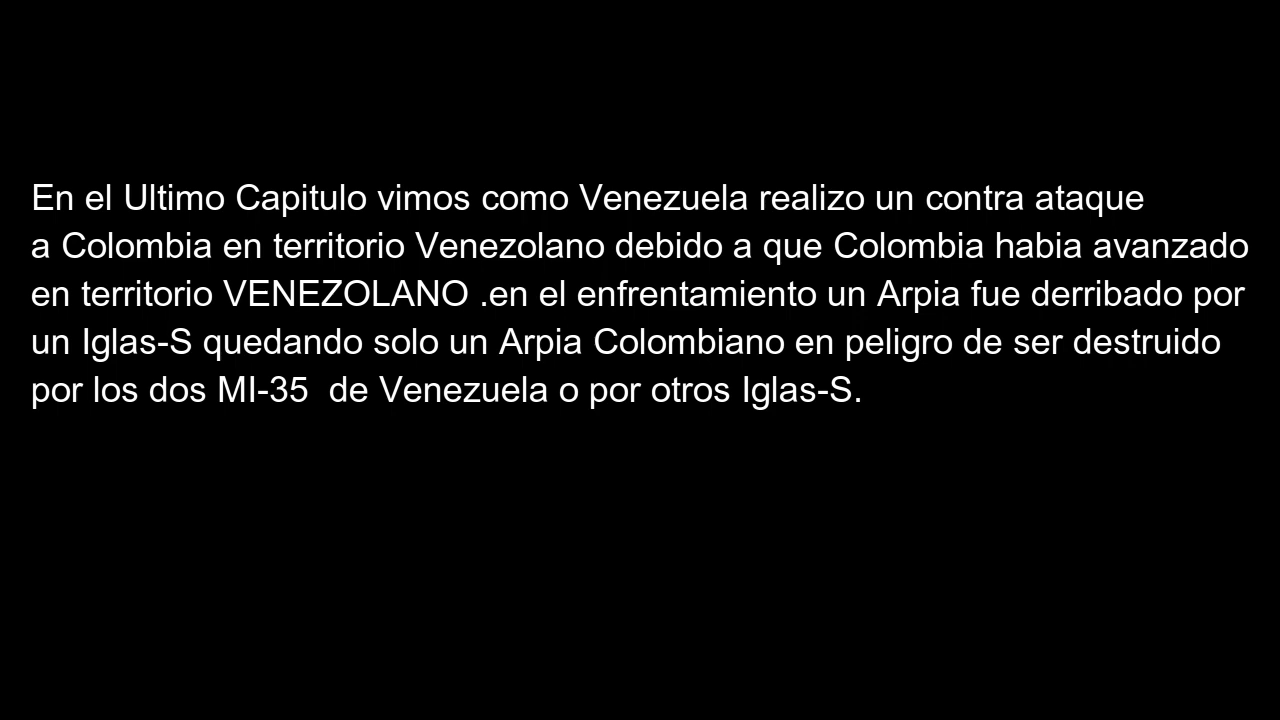 En el Ultimo Capitulo vimos como Venezuela realizo un contra ataque
a Colombia en territorio Venezolano debido a que Colombia habia avanzado
en territorio VENEZOLANO .en el enfrentamiento un Arpia fue derribado por
un Iglas-S quedando solo un Arpia Colombiano en peligro de ser destruido
por los dos MI-35  de Venezuela o por otros Iglas-S.